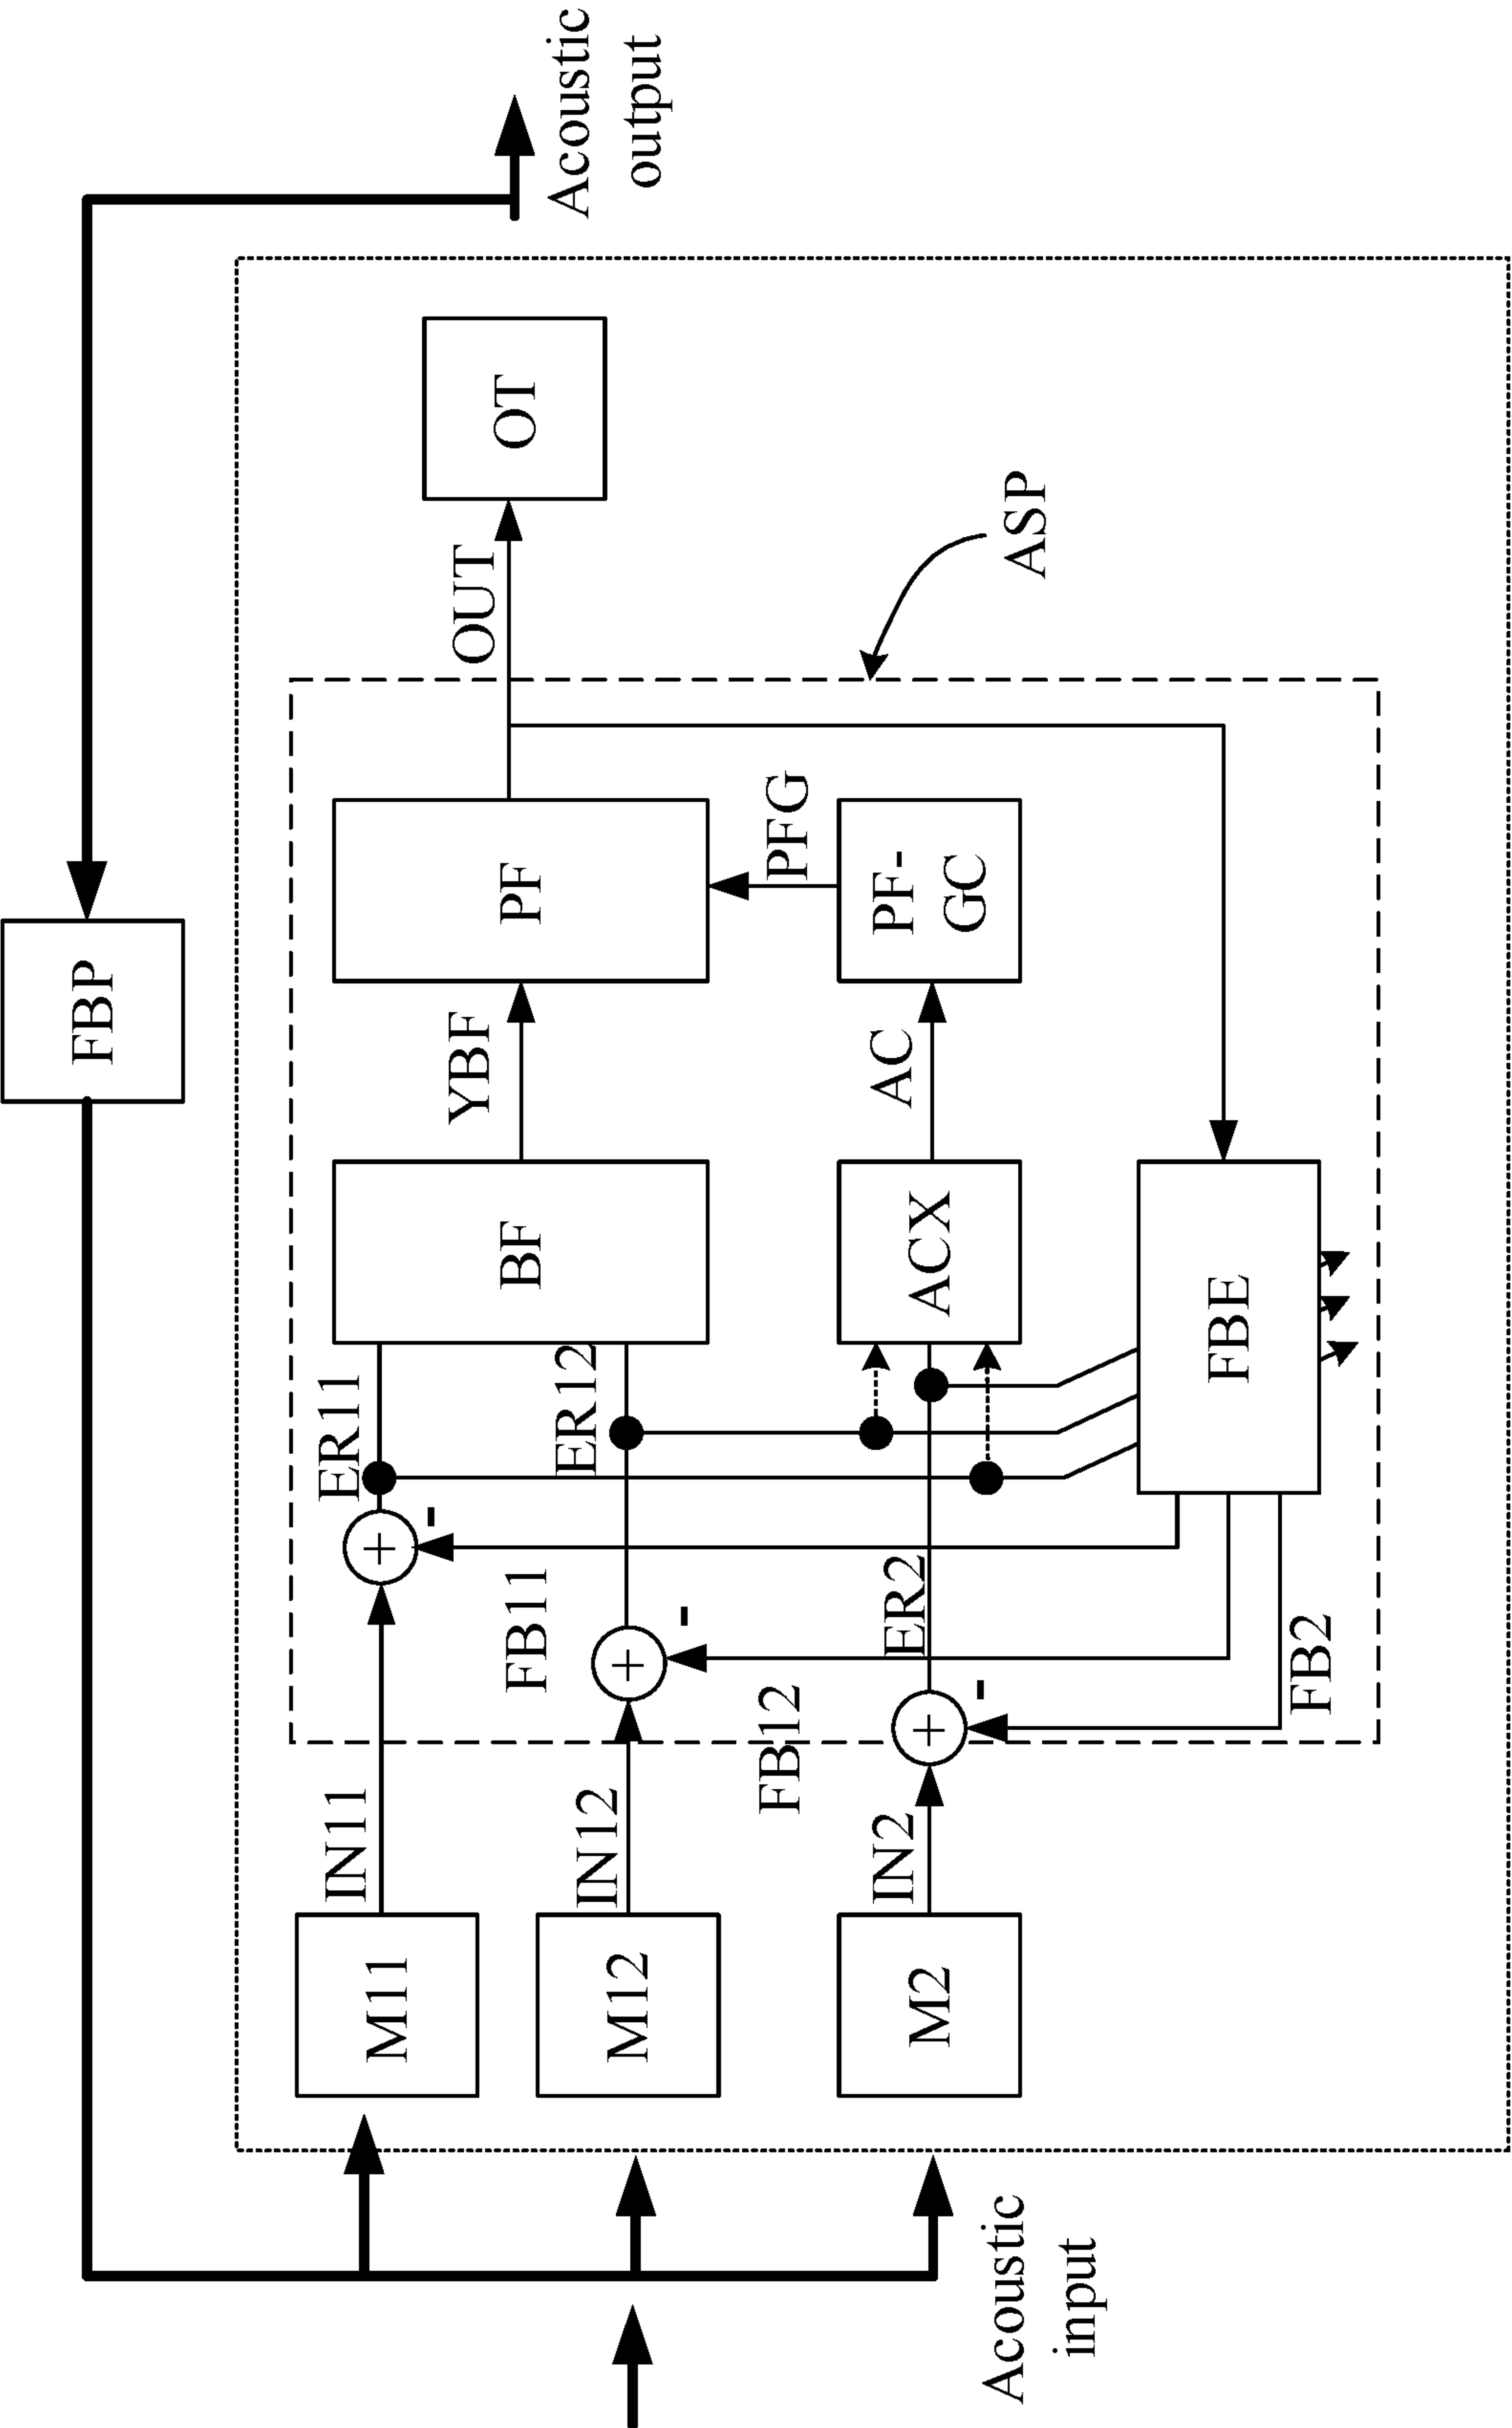 FBP
Acoustic
output
M11
IN11
+
-
ER11
FB11
M12
IN12
+
-
ER12
FB12
M2
IN2
+
-
ER2
FB2
BF
YBF
PF
OUT
OT
ACX
AC
PF-
GC
PFG
FBE
ASP
Acoustic
input